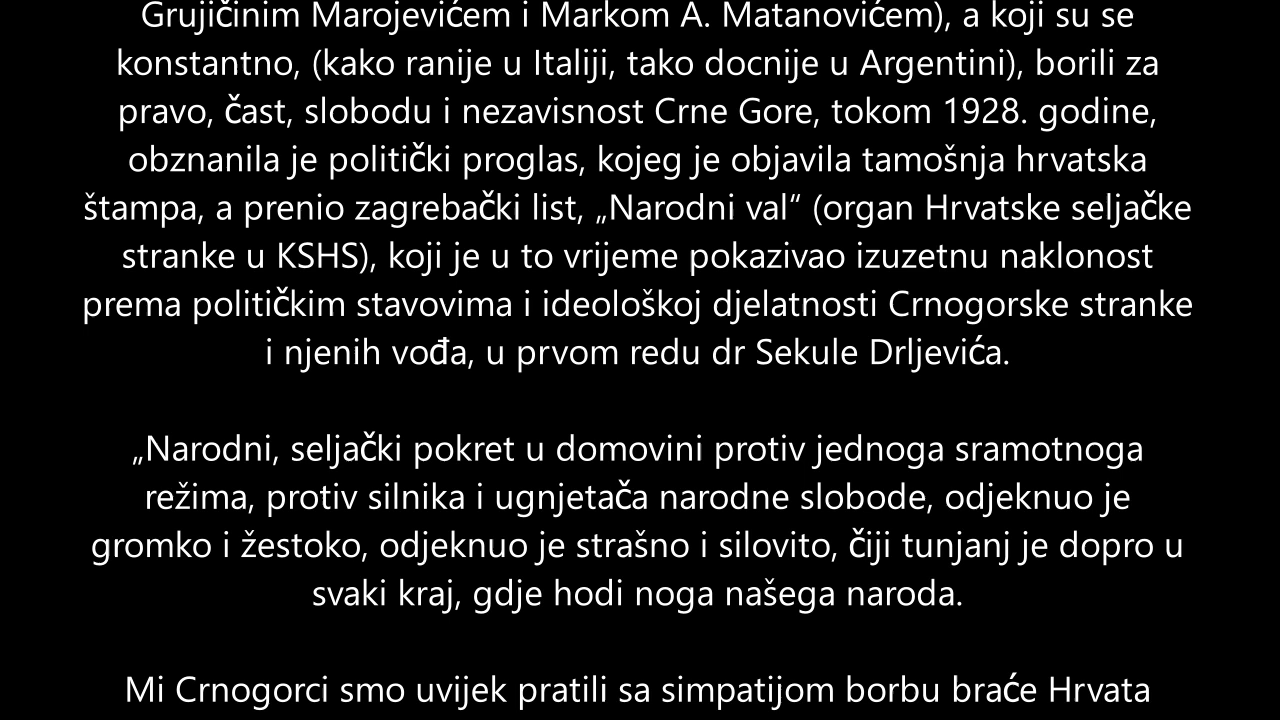 Grujičinim Marojevićem i Markom A. Matanovićem), a koji su se
konstantno, (kako ranije u Italiji, tako docnije u Argentini), borili za
pravo, čast, slobodu i nezavisnost Crne Gore, tokom 1928. godine,
obznanila je politički proglas, kojeg je objavila tamošnja hrvatska
štampa, a prenio zagrebački list, „Narodni val“ (organ Hrvatske seljačke
stranke u KSHS), koji je u to vrijeme pokazivao izuzetnu naklonost
prema političkim stavovima i ideološkoj djelatnosti Crnogorske stranke
i njenih vođa, u prvom redu dr Sekule Drljevića.
„Narodni, seljački pokret u domovini protiv jednoga sramotnoga
režima, protiv silnika i ugnjetača narodne slobode, odjeknuo je
gromko i žestoko, odjeknuo je strašno i silovito, čiji tunjanj je dopro u
svaki kraj, gdje hodi noga našega naroda.
Mi Crnogorci smo uvijek pratili sa simpatijom borbu braće Hrvata